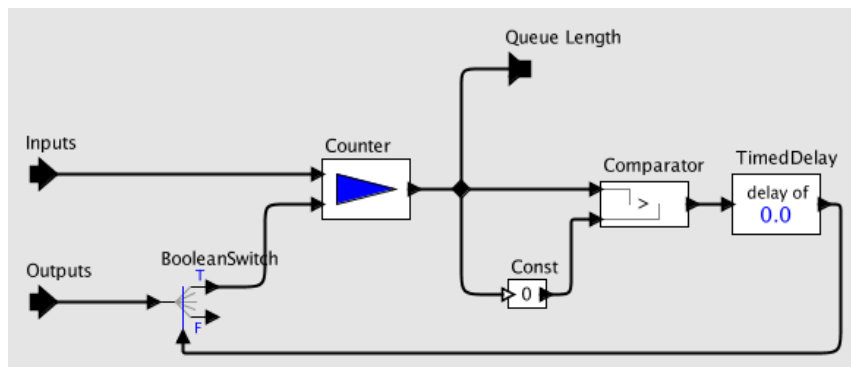 Queue Length
Inputs
Counter
Comparator
TimedDelay
>
delay of
0.0
Outputs
BooleanSwitch
T
F
Const
0